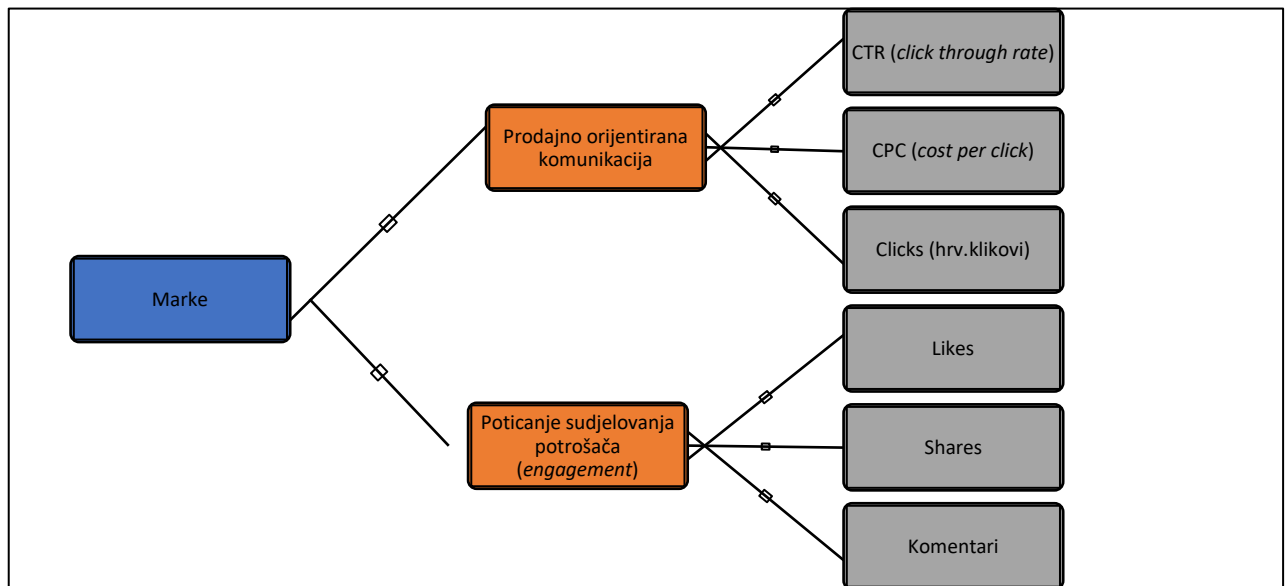 Marke
Prodajno orijentirana
komunikacija
CTR (click through rate)
CPC (cost per click)
Clicks (hrv.klikovi)
Poticanje sudjelovanja
potrošača
(engagement)
Likes
Shares
Komentari